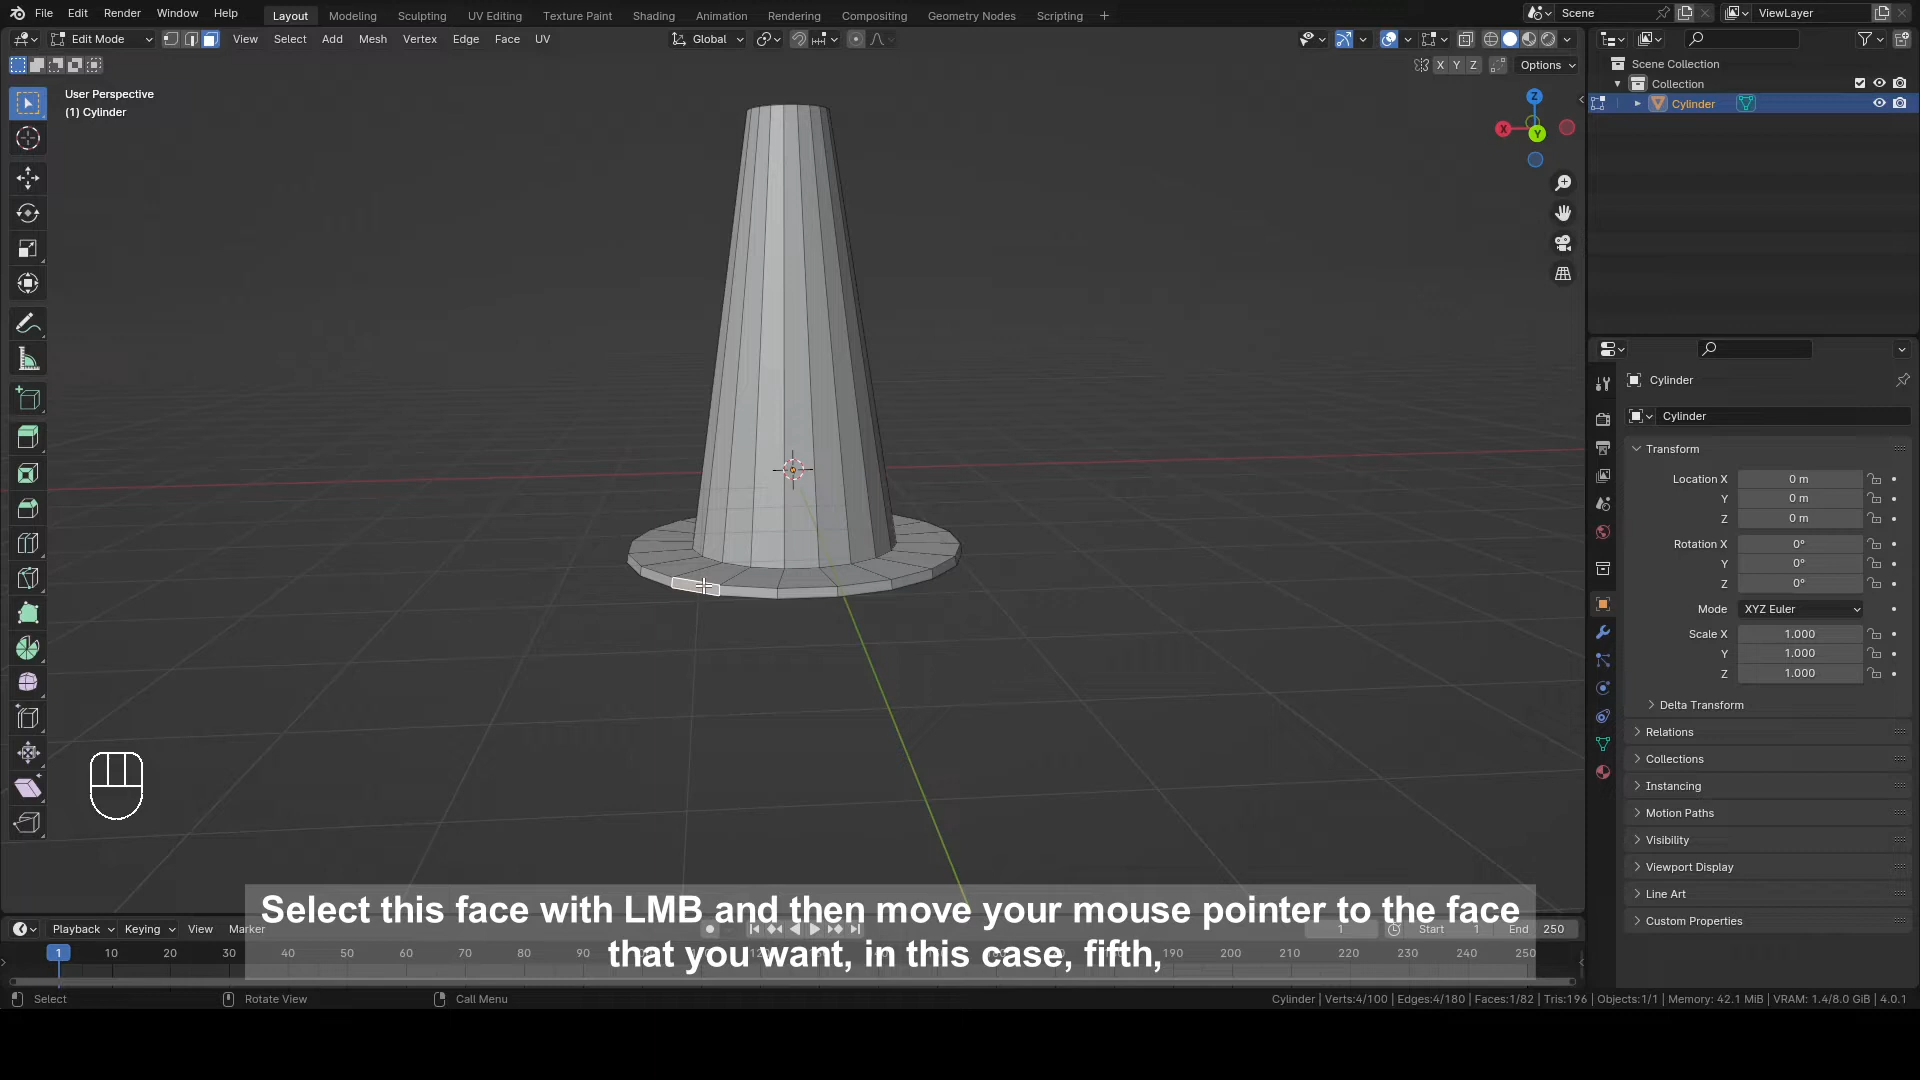 File Edit Render Window Help Layout Modeling Sculpting UV Editing Texture Paint Shading Animation Rendering Compositing Geometry Nodes Scripting + Scene ViewLayer
Edit Mode View Select Add Mesh Vertex Edge Face UV Global
X Y Z Options
User Perspective
(1) Cylinder
Z
X
Y
Scene Collection
Collection
Cylinder
Cylinder
Cylinder
Transform
Location X 0 m
Y 0 m
Z 0 m
Rotation X 0°
Y 0°
Z 0°
Mode XYZ Euler
Scale X 1.000
Y 1.000
Z 1.000
Delta Transform
Relations
Collections
Instancing
Motion Paths
Visibility
Viewport Display
Line Art
Custom Properties
Select this face with LMB and then move your mouse pointer to the face
that you want, in this case, fifth,
Playback Keying View Marker 1 Start 1 End 250
1 10 20 30 40 50 60 70 80 90 250
Select Rotate View Call Menu Cylinder | Verts:4/100 | Edges:4/180 | Faces:1/82 | Tris:196 | Objects:1/1 | Memory: 42.1 MiB | VRAM: 1.4/8.0 GiB | 4.0.1